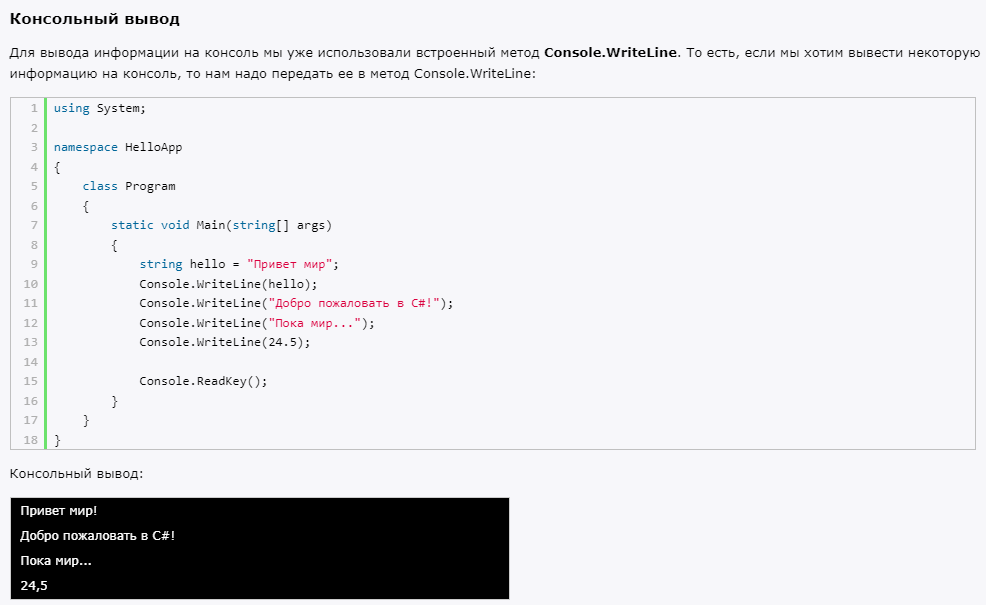 Консольный вывод
Для вывода информации на консоль мы уже использовали встроенный метод Console.WriteLine. То есть, если мы хотим вывести некоторую
информацию на консоль, то нам надо передать ее в метод Console.WriteLine:
1 using System;
2
3 namespace HelloApp
4 {
5     class Program
6     {
7         static void Main(string[] args)
8         {
9             string hello = "Привет мир";
10             Console.WriteLine(hello);
11             Console.WriteLine("Добро пожаловать в C#!");
12             Console.WriteLine("Пока мир...");
13             Console.WriteLine(24.5);
14
15             Console.ReadKey();
16         }
17     }
18 }
Консольный вывод:
Привет мир!
Добро пожаловать в C#!
Пока мир...
24,5